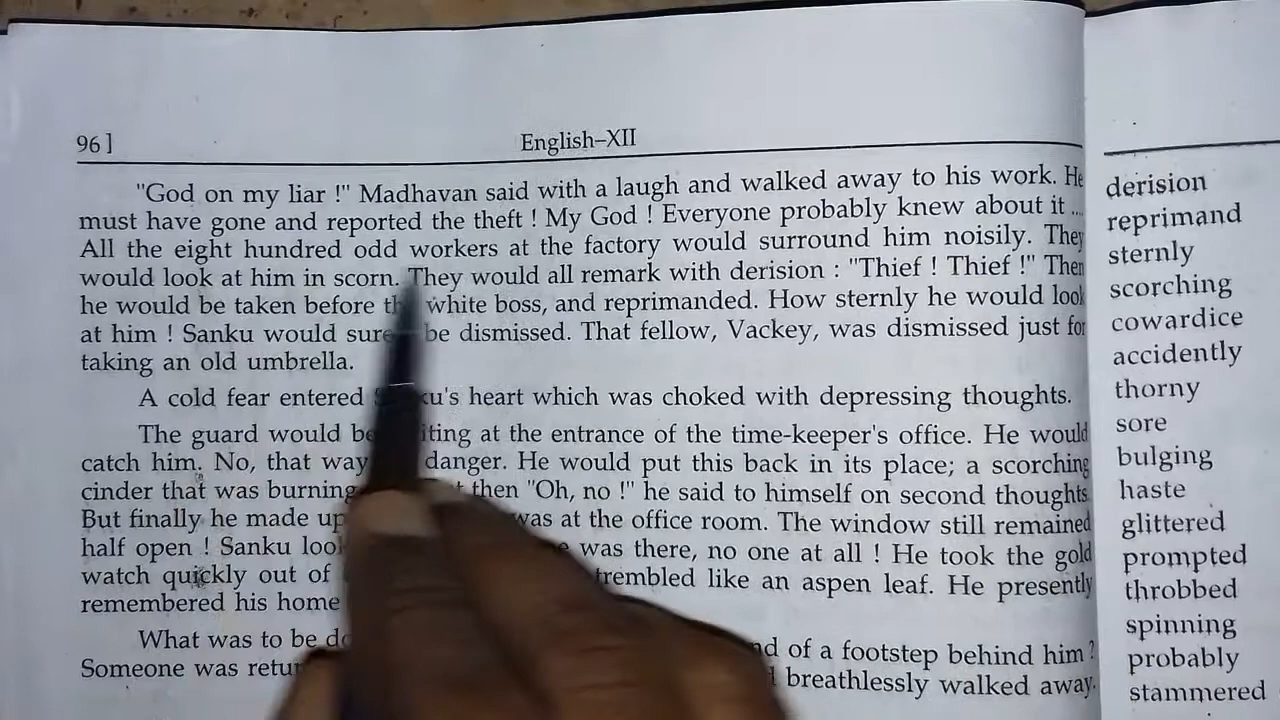 96]
English–XII
"God on my liar !" Madhavan said with a laugh and walked away to his work. He
must have gone and reported the theft ! My God ! Everyone probably knew about it ....
All the eight hundred odd workers at the factory would surround him noisily. They
would look at him in scorn. They would all remark with derision : "Thief ! Thief !" Then
he would be taken before white boss, and reprimanded. How sternly he would look
at him ! Sanku would be dismissed. That fellow, Vackey, was dismissed just for
taking an old umbrella.
A cold fear entered heart which was choked with depressing thoughts.
The guard would at the entrance of the time-keeper's office. He would
catch him. No, that way danger. He would put this back in its place; a scorching
cinder that was burning then "Oh, no !" he said to himself on second thoughts.
But finally he made up was at the office room. The window still remained
half open ! Sanku was there, no one at all ! He took the gold
watch quickly out of trembled like an aspen leaf. He presently
remembered his home
What was to be of a footstep behind him ?
Someone was breathlessly walked away.
derision
reprimand
sternly
scorching
cowardice
accidently
thorny
sore
bulging
haste
glittered
prompted
throbbed
spinning
probably
stammered